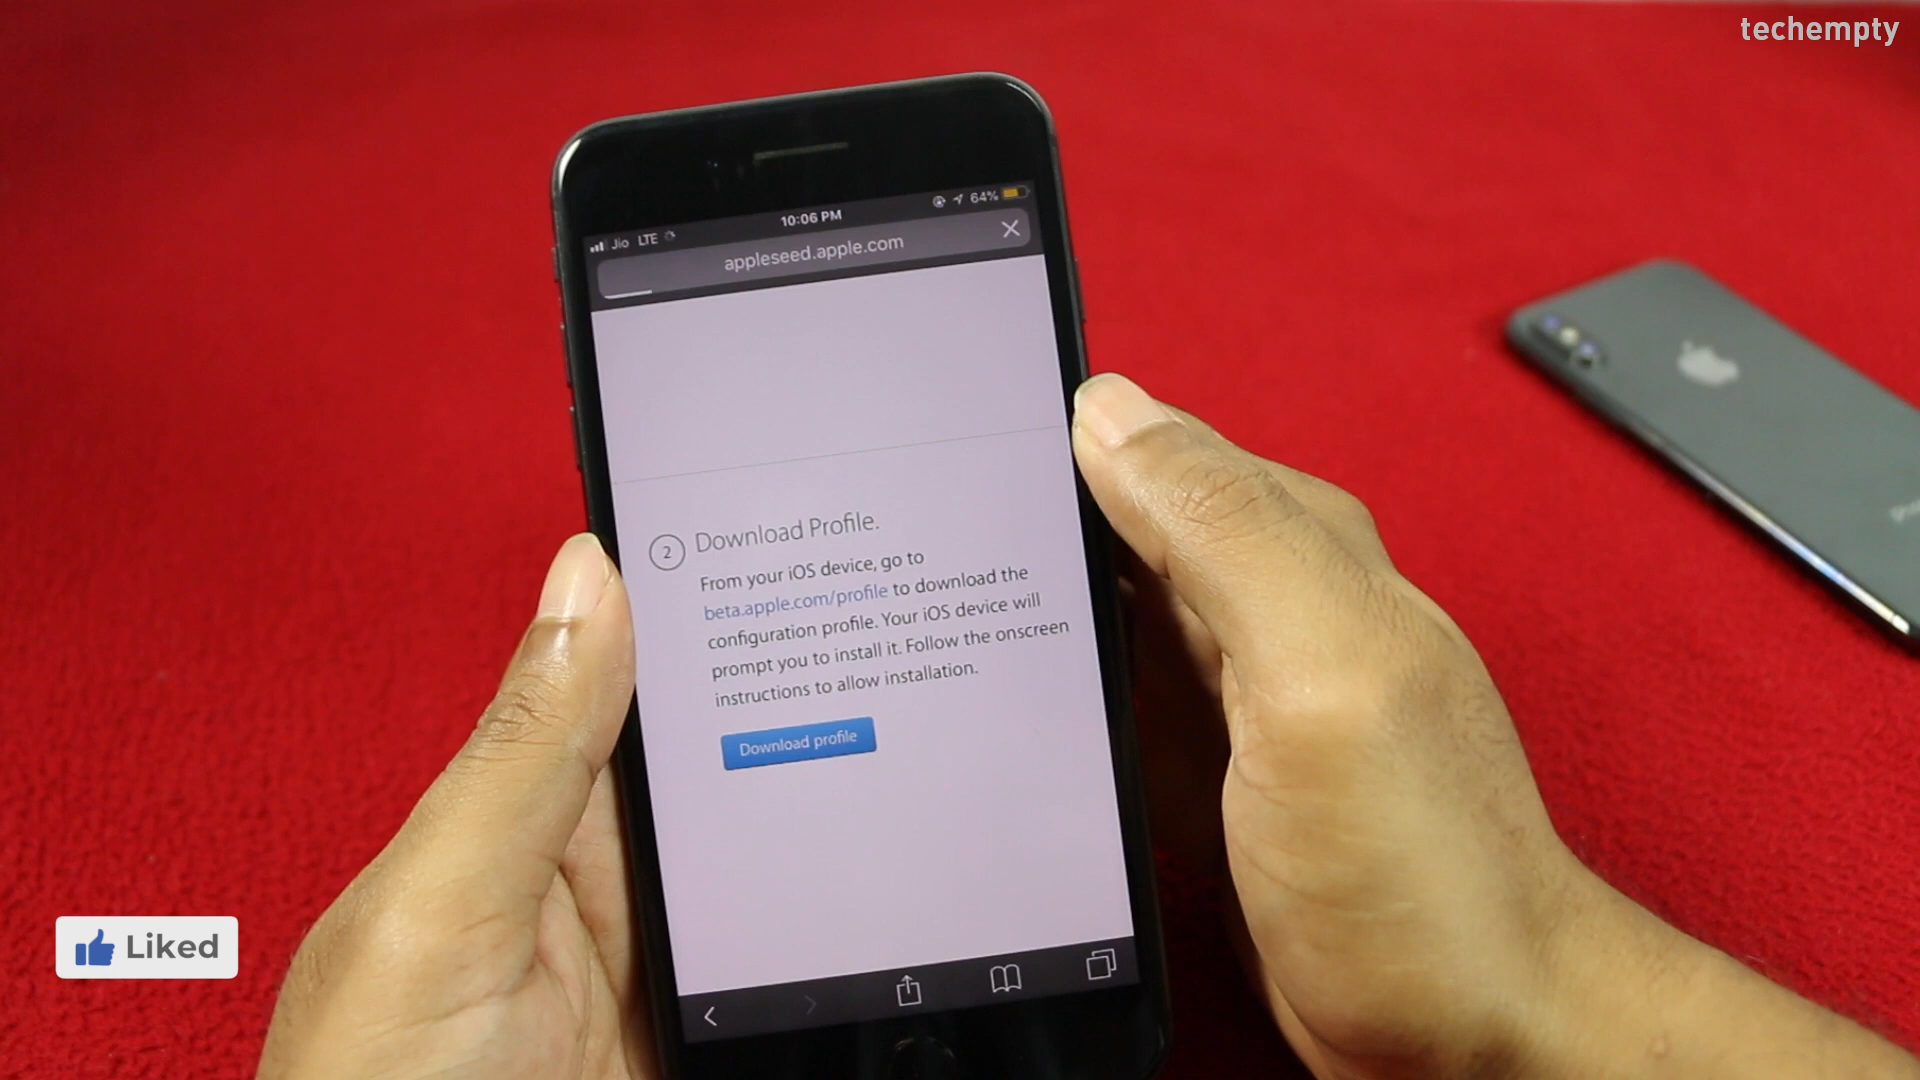 techempty
Jio LTE
10:06 PM
64%
appleseed.apple.com
2
Download Profile.
From your iOS device, go to
beta.apple.com/profile to download the
configuration profile. Your iOS device will
prompt you to install it. Follow the onscreen
instructions to allow installation.
Download profile
Liked